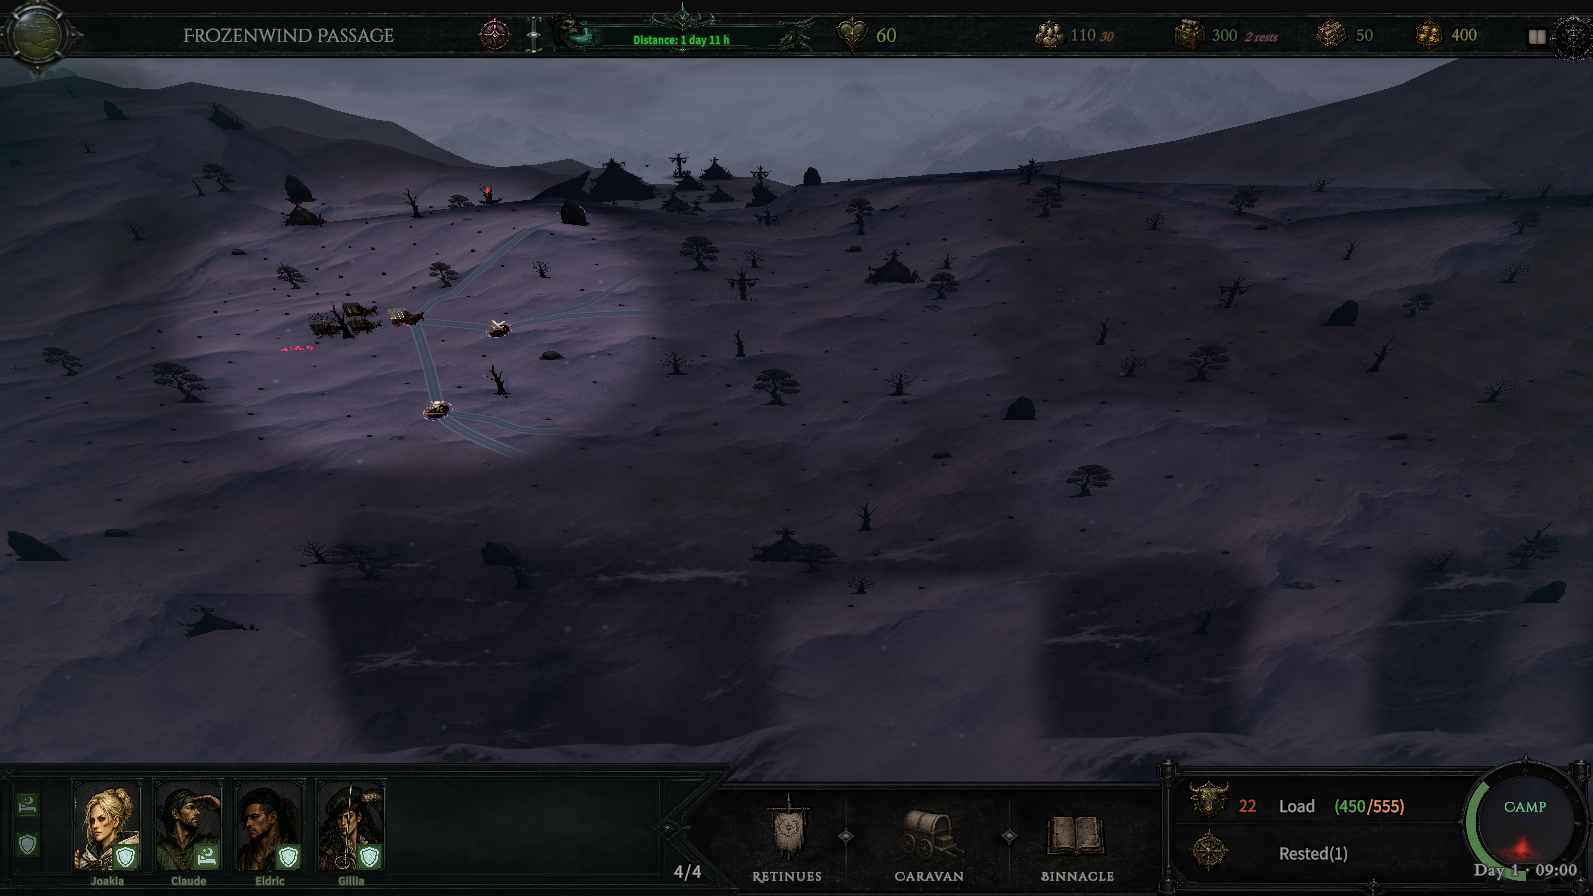 Frozenwind Passage
Distance: 1 day 11 h
60
110 30
300 2 rests
50
400
Joakia
Claude
Eldric
Gillia
4/4
Retinues
Caravan
Binnacle
22 Load (450/555)
Rested(1)
Camp
Day 1 · 09:00